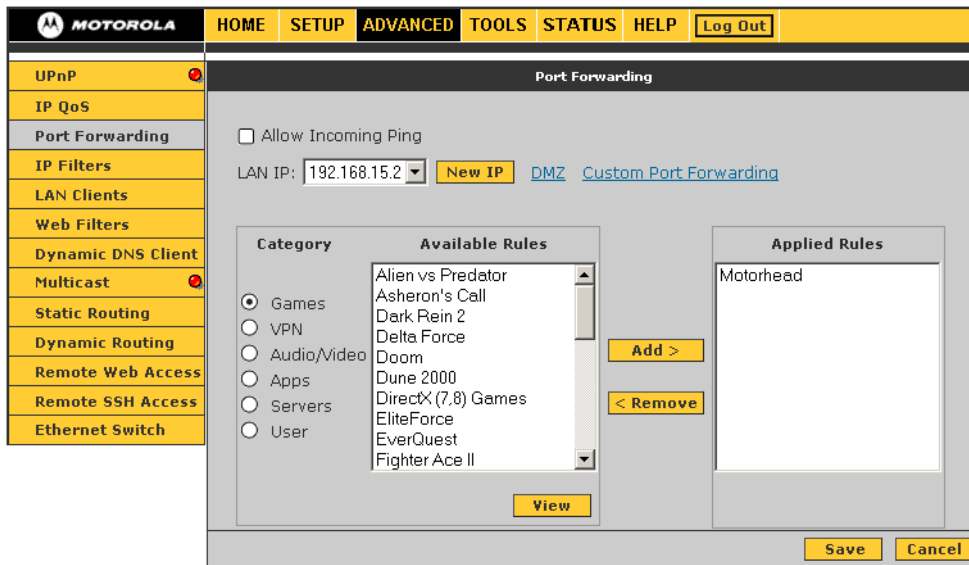 MOTOROLA
HOME SETUP ADVANCED TOOLS STATUS HELP Log Out
UPnP
IP QoS
Port Forwarding
IP Filters
LAN Clients
Web Filters
Dynamic DNS Client
Multicast
Static Routing
Dynamic Routing
Remote Web Access
Remote SSH Access
Ethernet Switch
Port Forwarding
Allow Incoming Ping
LAN IP: 192.168.15.2 New IP DMZ Custom Port Forwarding
Category
Games
VPN
Audio/Video
Apps
Servers
User
Available Rules
Alien vs Predator
Asheron's Call
Dark Rein 2
Delta Force
Doom
Dune 2000
DirectX (7,8) Games
EliteForce
EverQuest
Fighter Ace II
View
Add >
< Remove
Applied Rules
Motorhead
Save Cancel